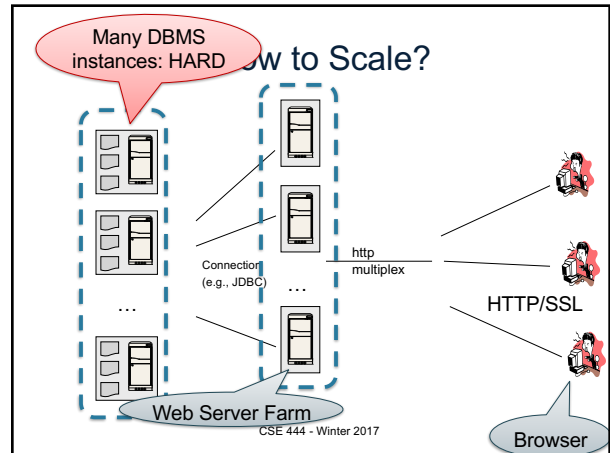 Many DBMS
instances: HARD
ow to Scale?
Connection
(e.g., JDBC)
http
multiplex
...
...
HTTP/SSL
Web Server Farm
CSE 444 - Winter 2017
Browser